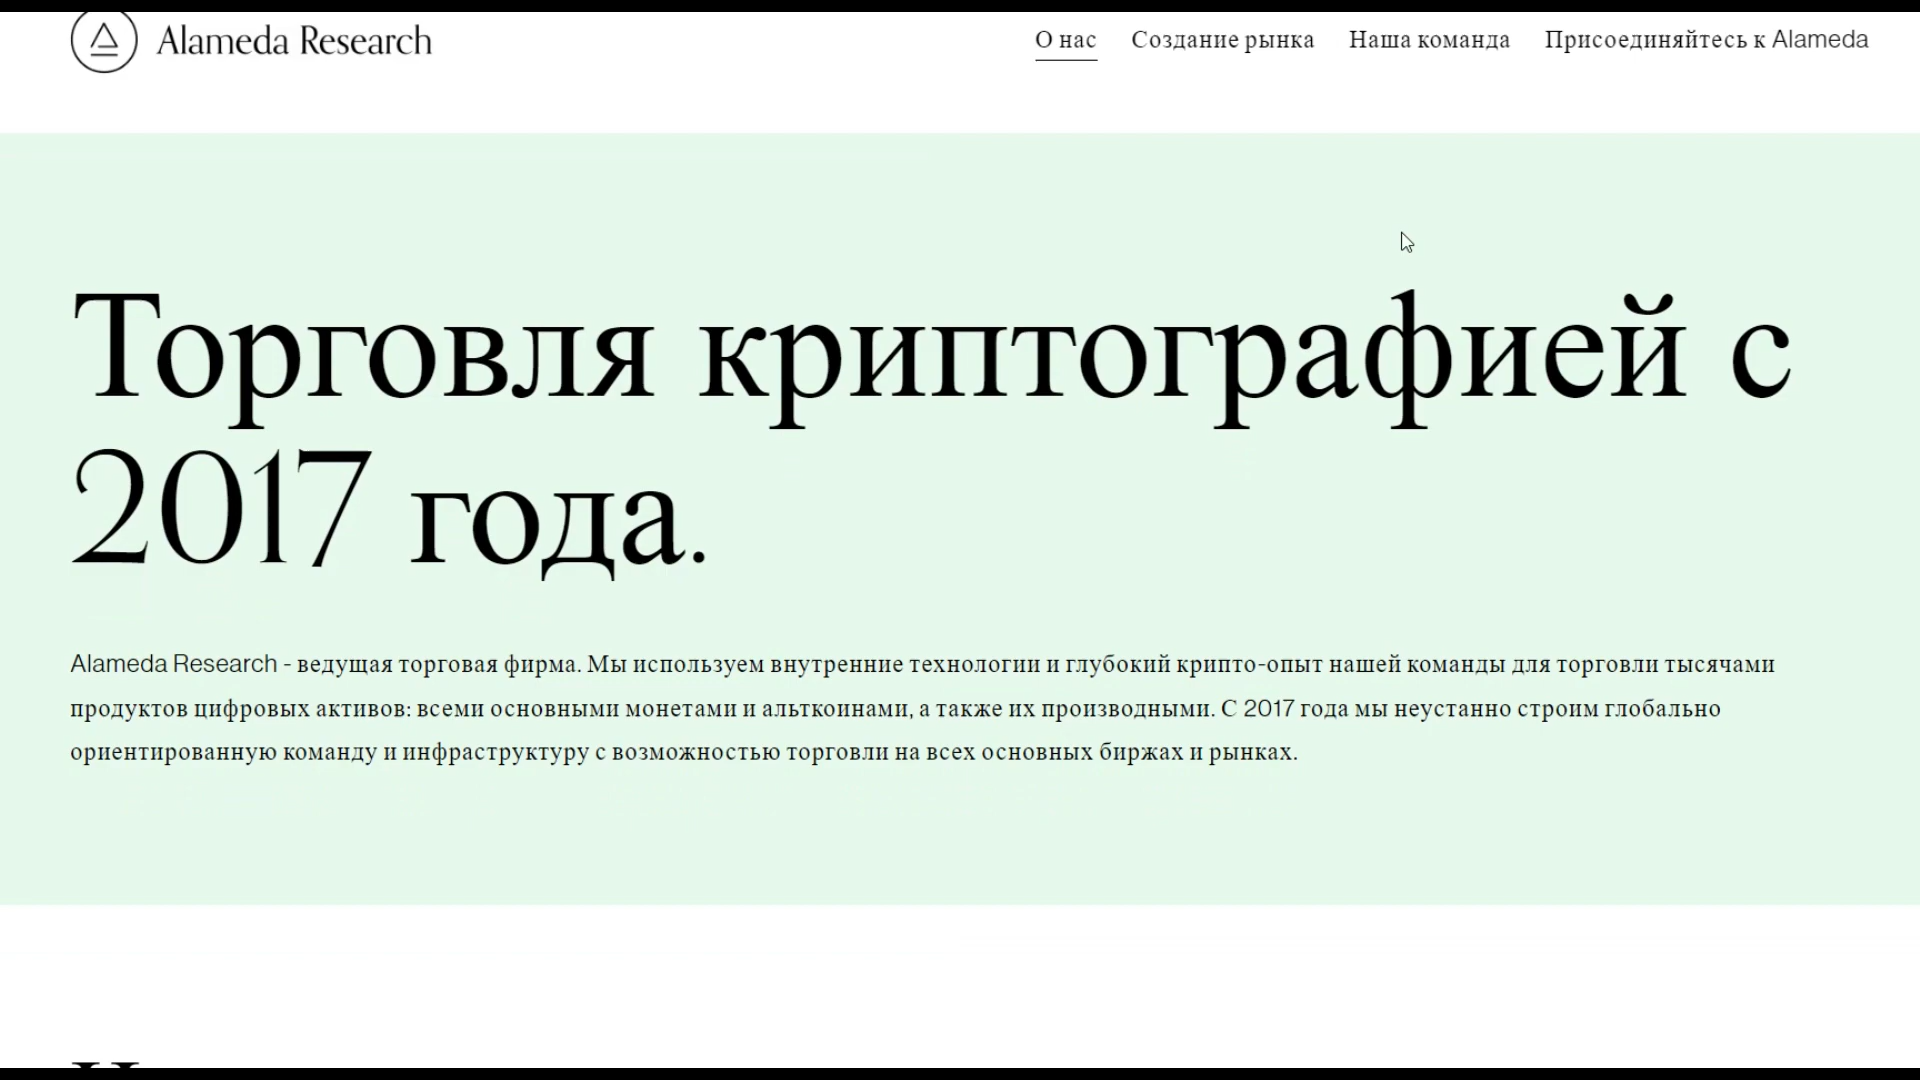 Alameda Research
О нас
Создание рынка
Наша команда
Присоединяйтесь к Alameda
Торговля криптографией с
2017 года.
Alameda Research - ведущая торговая фирма. Мы используем внутренние технологии и глубокий крипто-опыт нашей команды для торговли тысячами
продуктов цифровых активов: всеми основными монетами и альткоинами, а также их производными. С 2017 года мы неустанно строим глобально
ориентированную команду и инфраструктуру с возможностью торговли на всех основных биржах и рынках.